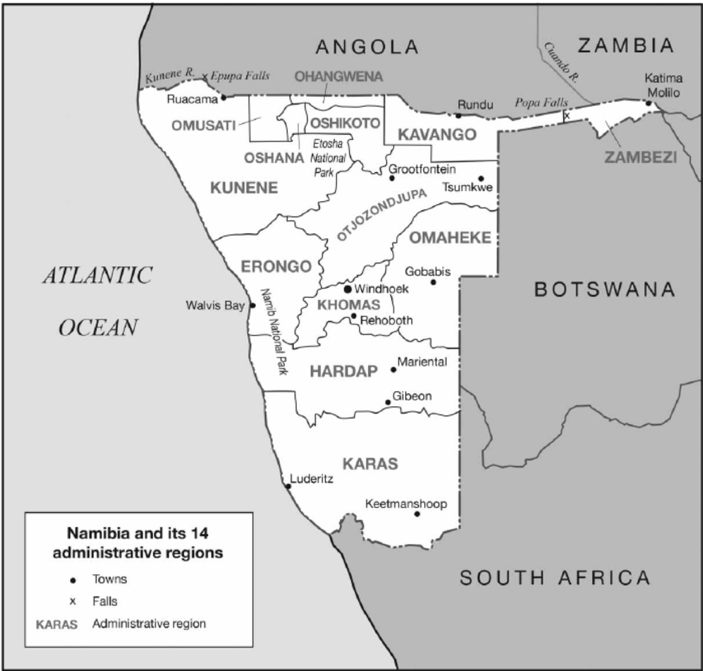 ANGOLA
ZAMBIA
Cuando R.
Kunene R.
Epupa Falls
OHANGWENA
Katima
Molilo
Ruacama
Popa Falls
Rundu
OMUSATI
OSHIKOTO
KAVANGO
OSHANA
Etosha
National
Park
ZAMBEZI
Grootfontein
KUNENE
Tsumkwe
OTJOZONDJUPA
OMAHEKE
ERONGO
ATLANTIC
OCEAN
Gobabis
Windhoek
BOTSWANA
Walvis Bay
KHOMAS
Rehoboth
Namib National Park
HARDAP
Mariental
Gibeon
KARAS
Luderitz
Keetmanshoop
SOUTH AFRICA
Namibia and its 14
administrative regions
Towns
x Falls
KARAS Administrative region